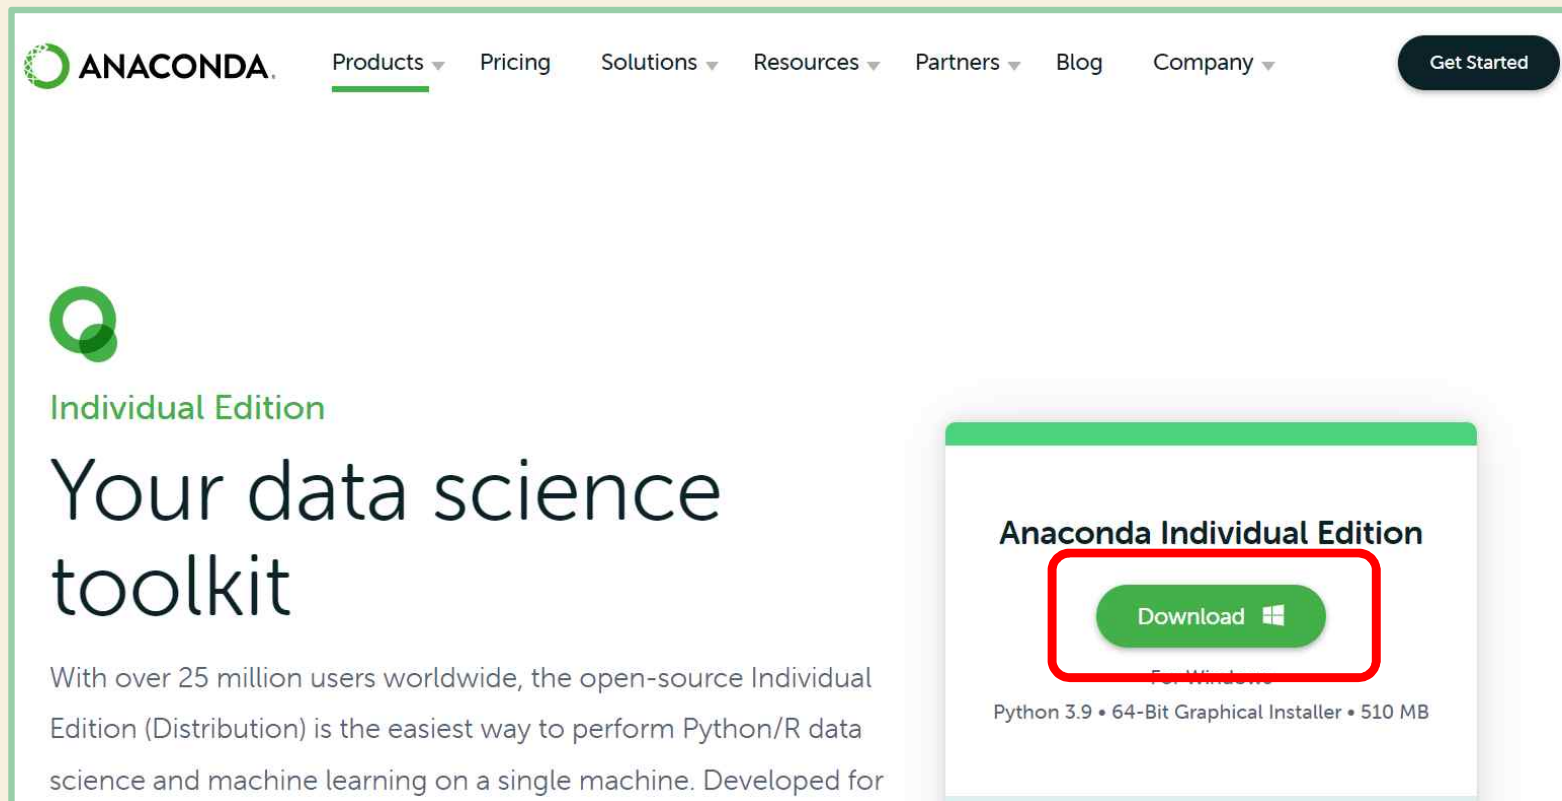 ANACONDA.
Products Pricing Solutions Resources Partners Blog Company Get Started
Individual Edition
Your data science
toolkit
With over 25 million users worldwide, the open-source Individual
Edition (Distribution) is the easiest way to perform Python/R data
science and machine learning on a single machine. Developed for
Anaconda Individual Edition
Download
For Windows
Python 3.9 • 64-Bit Graphical Installer • 510 MB